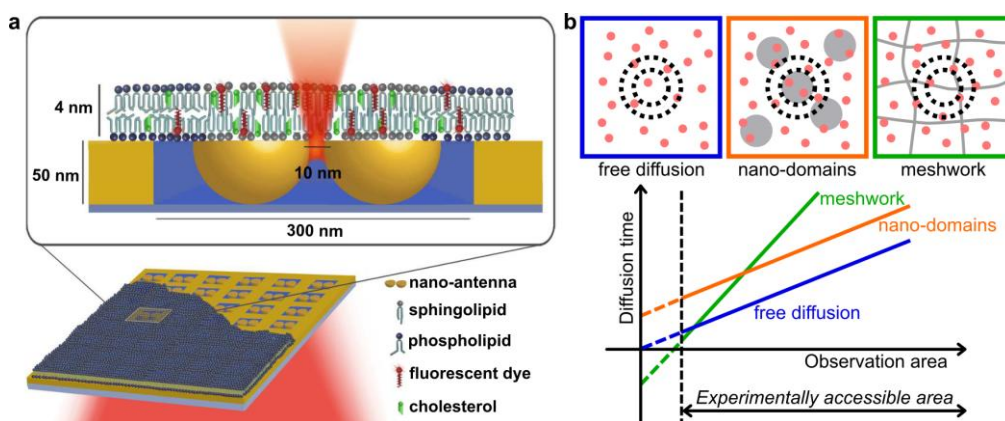 a
4 nm
50 nm
10 nm
300 nm
nano-antenna
sphingolipid
phospholipid
fluorescent dye
cholesterol
b
free diffusion
nano-domains
meshwork
meshwork
nano-domains
free diffusion
Diffusion time
Observation area
Experimentally accessible area